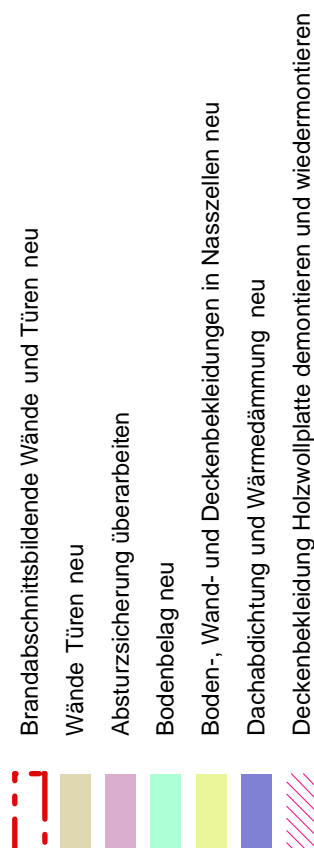 Brandabschnittsbildende Wände und Türen neu
Wände Türen neu
Absturzsicherung überarbeiten
Bodenbelag neu
Boden-, Wand- und Deckenbekleidungen in Nasszellen neu
Dachabdichtung und Wärmedämmung neu
Deckenbekleidung Holzwollplatte demontieren und wiedermontieren